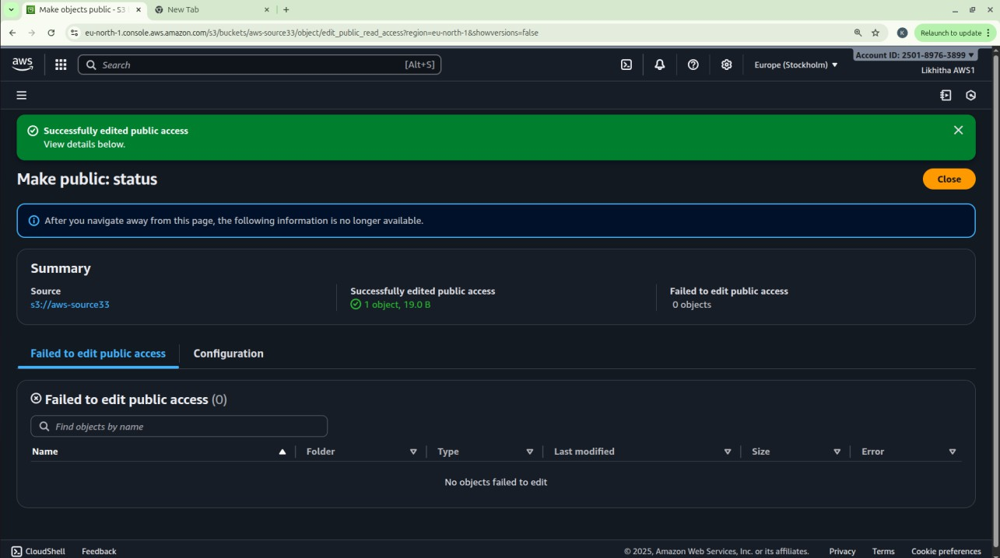 Make objects public - S3
New Tab
eu-north-1.console.aws.amazon.com/s3/buckets/aws-source33/object/edit_public_read_access?region=eu-north-1&showversions=false
K
Relaunch to update
aws
Search
[Alt+S]
Europe (Stockholm)
Account ID: 2501-8976-3899
Likhitha AWS1
Successfully edited public access
View details below.
Make public: status
Close
After you navigate away from this page, the following information is no longer available.
Summary
Source
s3://aws-source33
Successfully edited public access
1 object, 19.0 B
Failed to edit public access
0 objects
Failed to edit public access
Configuration
Failed to edit public access (0)
Find objects by name
Name Folder Type Last modified Size Error
No objects failed to edit
CloudShell Feedback © 2025, Amazon Web Services, Inc. or its affiliates. Privacy Terms Cookie preferences